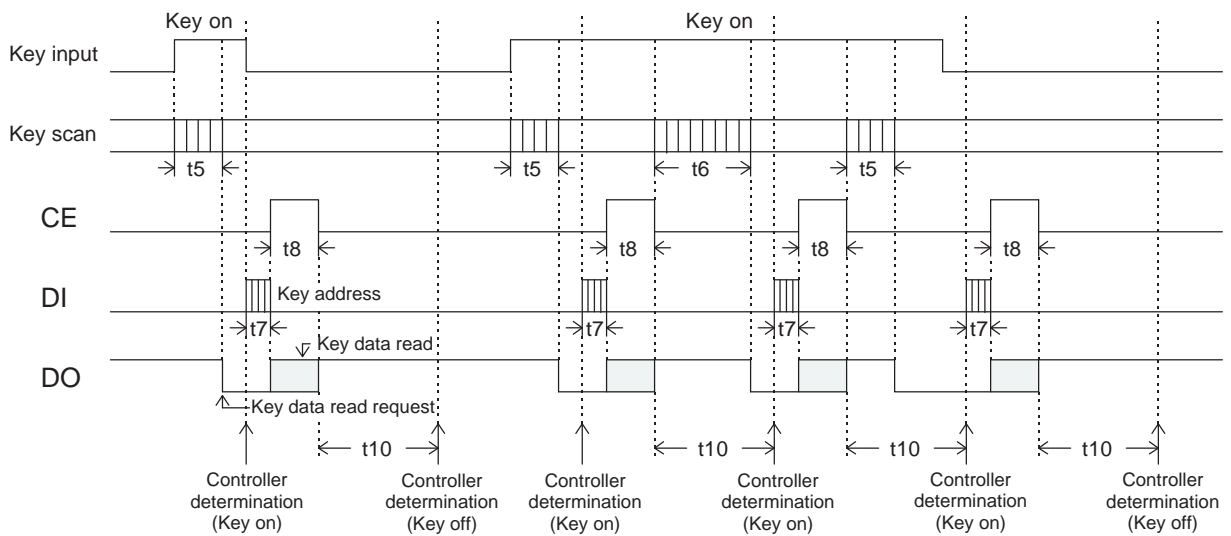 Key on
Key on
Key input
Key scan
t5
t5
t6
t5
CE
t8
t8
t8
t8
DI
Key address
t7
t7
t7
t7
Key data read
DO
Key data read request
t10
t10
t10
t10
Controller
determination
(Key on)
Controller
determination
(Key off)
Controller
determination
(Key on)
Controller
determination
(Key on)
Controller
determination
(Key on)
Controller
determination
(Key off)